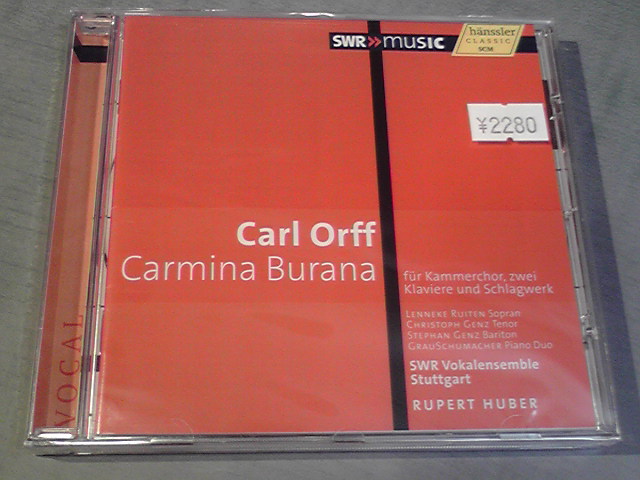 SWR»music
hänssler
CLASSIC
SCM
¥2280
Carl Orff
Carmina Burana
für Kammerchor, zwei
Klaviere und Schlagwerk
LENNEKE RUITEN Sopran
CHRISTOPH GENZ Tenor
STEPHAN GENZ Bariton
GRAUSCHUMACHER Piano Duo
SWR Vokalensemble
Stuttgart
RUPERT HUBER
VOCAL